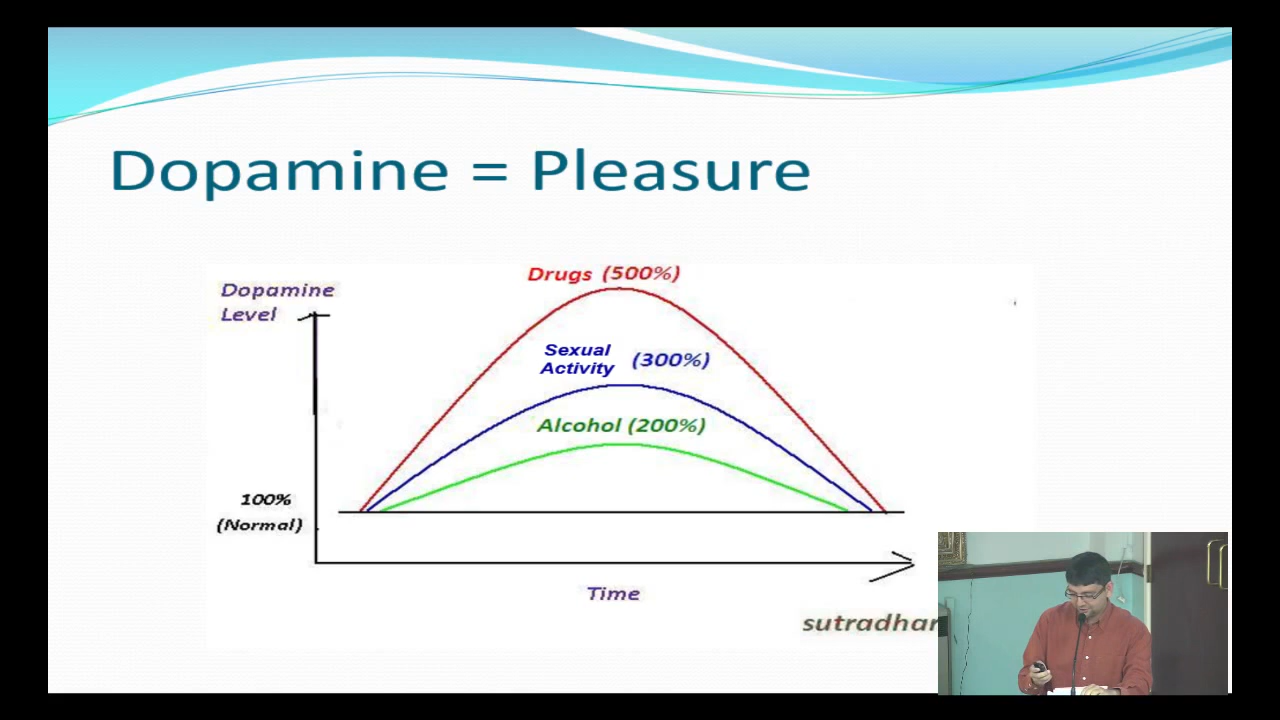 Dopamine = Pleasure
Drugs (500%)
Dopamine
Level
Sexual
Activity (300%)
Alcohol (200%)
100%
(Normal)
Time
sutradhar